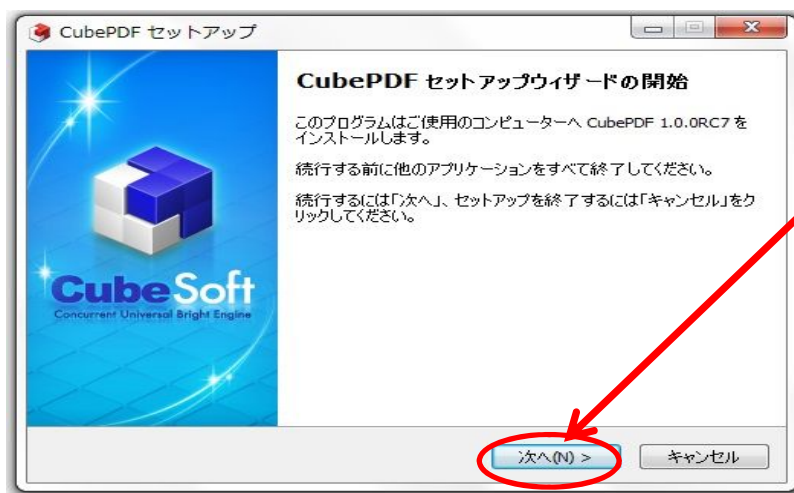 CubePDF セットアップ
CubePDF セットアップウィザードの開始
このプログラムはご使用のコンピューターへ CubePDF 1.0.0RC7 を
インストールします。
続行する前に他のアプリケーションをすべて終了してください。
続行するには「次へ」、セットアップを終了するには「キャンセル」をク
リックしてください。
CubeSoft
Concurrent Universal Bright Engine
次へ(N) >
キャンセル